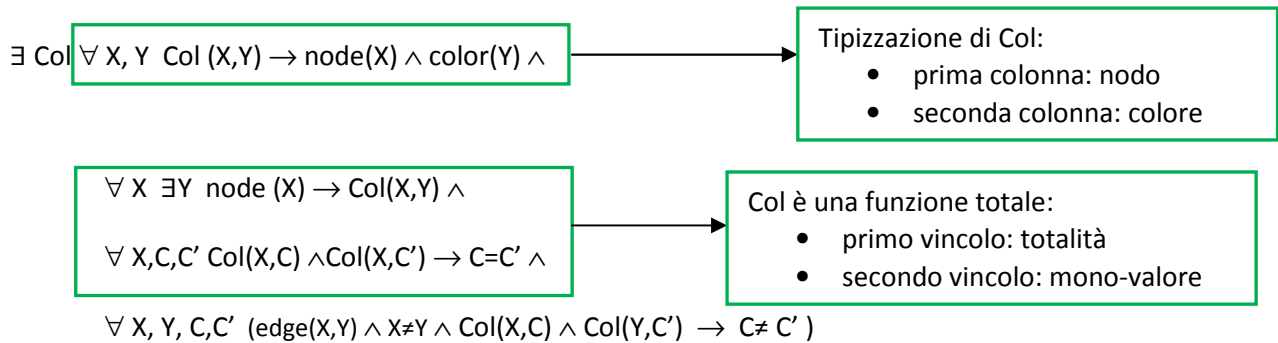 ∃ Col ∀ X, Y Col (X,Y) → node(X) ∧ color(Y) ∧
Tipizzazione di Col:
• prima colonna: nodo
• seconda colonna: colore
∀ X ∃Y node (X) → Col(X,Y) ∧
∀ X,C,C’ Col(X,C) ∧Col(X,C’) → C=C’ ∧
Col è una funzione totale:
• primo vincolo: totalità
• secondo vincolo: mono-valore
∀ X, Y, C,C’ (edge(X,Y) ∧ X≠Y ∧ Col(X,C) ∧ Col(Y,C’) → C≠ C’ )